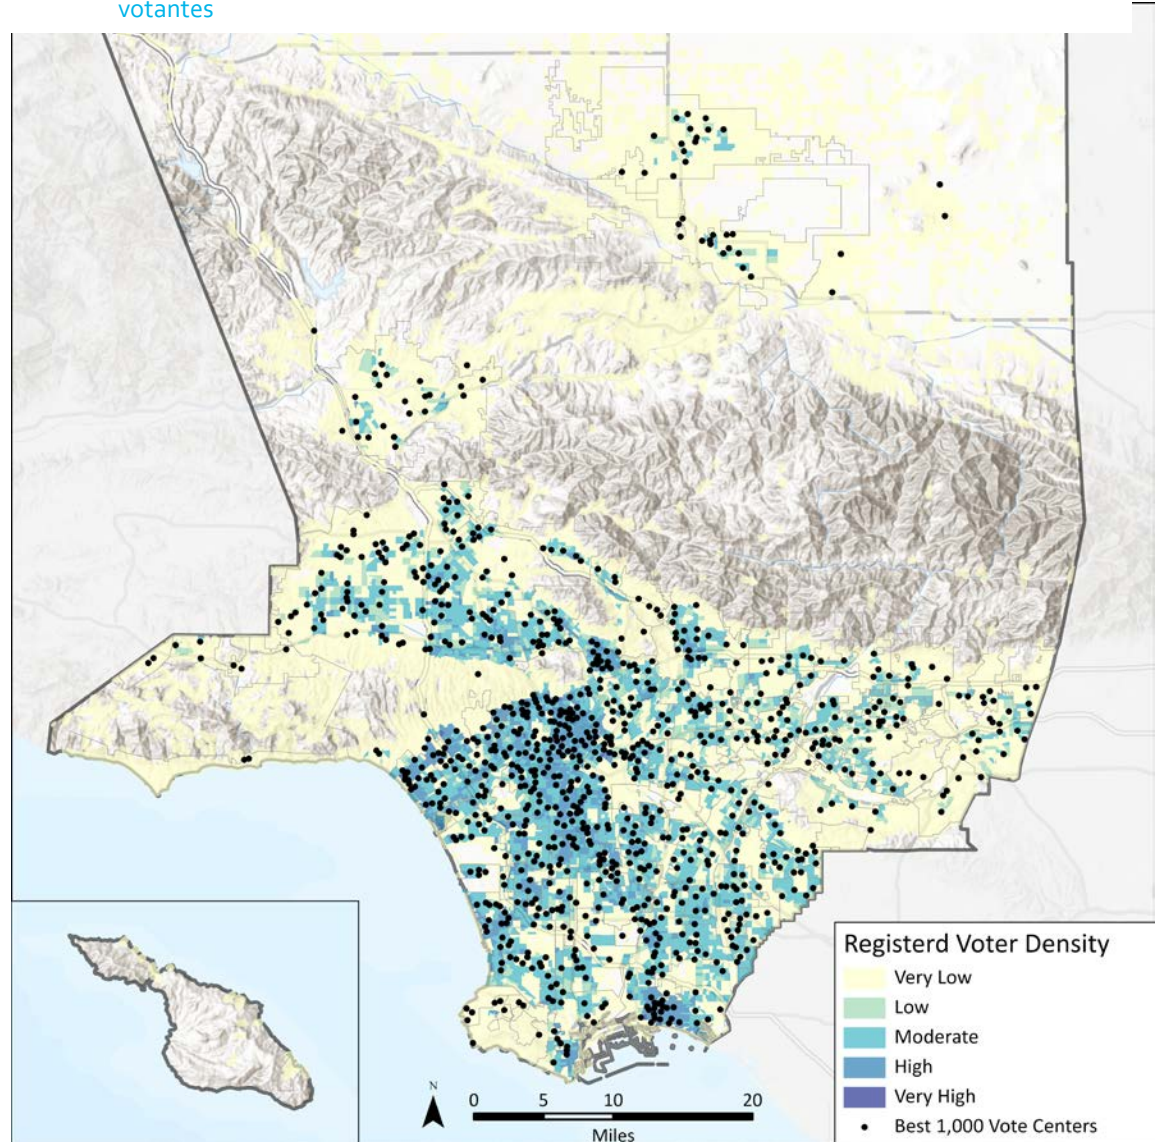 votantes
Registerd Voter Density
Very Low
Low
Moderate
High
Very High
Best 1,000 Vote Centers
N
0 5 10 20
Miles